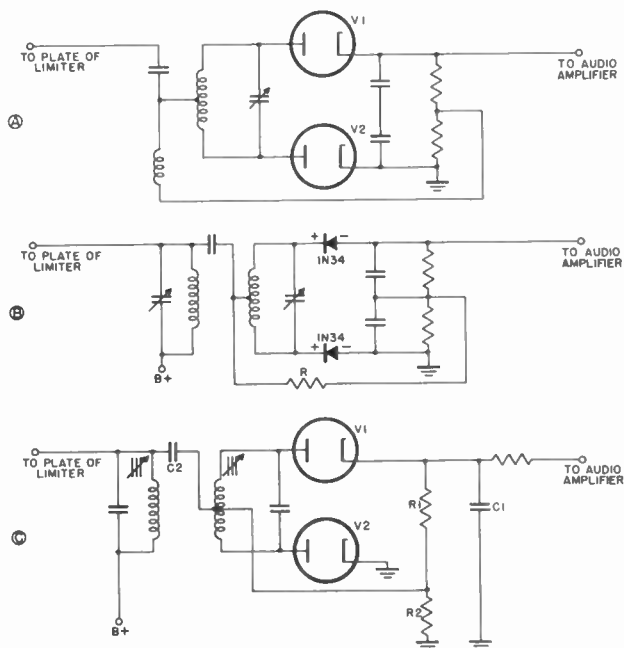 V1
TO PLATE OF
LIMITER
TO AUDIO
AMPLIFIER
A
V2
TO PLATE OF
LIMITER
+ -
1N34
TO AUDIO
AMPLIFIER
B
1N34
+ -
R
B+
V1
TO PLATE OF
LIMITER
C2
TO AUDIO
AMPLIFIER
R1
C1
C
V2
R2
B+